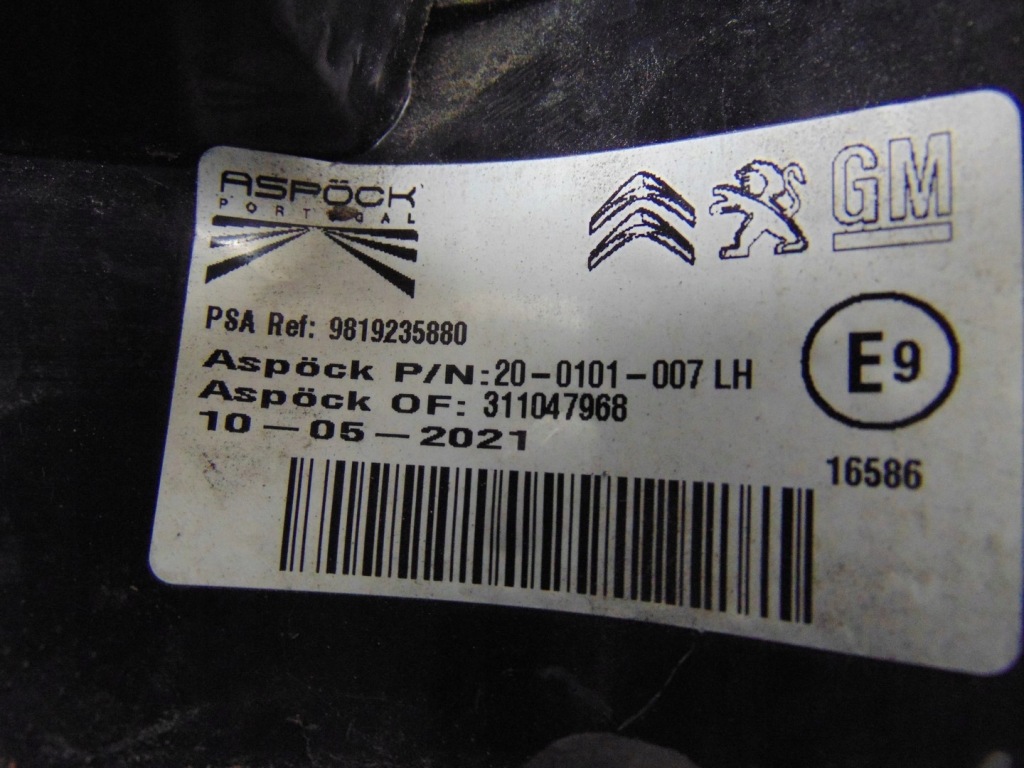 ASPÖCK
PORTUGAL
GM
PSA Ref: 9819235880
Aspöck P/N:20-0101-007 LH
Aspöck OF: 311047968
10-05-2021
E9
16586